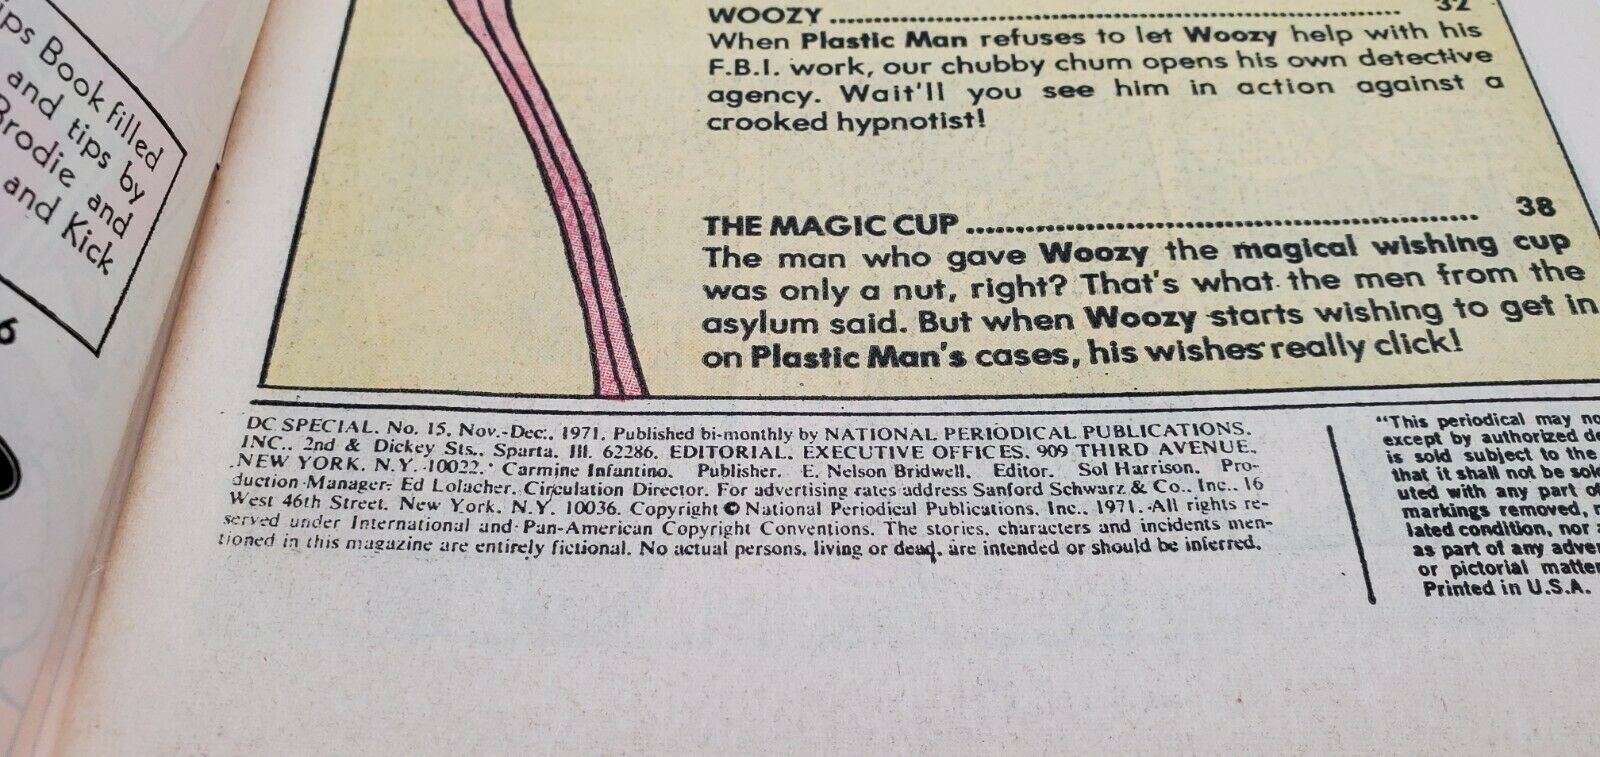 ps Book filled
and tips by
Brodie and
and Kick
6
WOOZY 32
When Plastic Man refuses to let Woozy help with his
F.B.I. work, our chubby chum opens his own detective
agency. Wait'll you see him in action against a
crooked hypnotist!
THE MAGIC CUP 38
The man who gave Woozy the magical wishing cup
was only a nut, right? That's what the men from the
asylum said. But when Woozy starts wishing to get in
on Plastic Man's cases, his wishes really click!
DC SPECIAL. No. 15, Nov.-Dec., 1971. Published bi-monthly by NATIONAL PERIODICAL PUBLICATIONS.
INC., 2nd & Dickey Sts., Sparta, Ill. 62286. EDITORIAL. EXECUTIVE OFFICES. 909 THIRD AVENUE.
NEW YORK, N.Y. 10022. Carmine Infantino. Publisher. E. Nelson Bridwell. Editor. Sol Harrison. Pro-
duction Manager. Ed Lolacher. Circulation Director. For advertising rates address Sanford Schwarz & Co., Inc., 16
West 46th Street. New York. N.Y. 10036. Copyright © National Periodical Publications, Inc., 1971. All rights re-
served under International and Pan-American Copyright Conventions. The stories, characters and incidents men-
tioned in this magazine are entirely fictional. No actual persons, living or dead, are intended or should be inferred.
"This periodical may no
except by authorized de
is sold subject to the
that it shall not be sol
uted with any part of
markings removed,
lated condition, nor
as part of any adve
or pictorial matte
Printed in U.S.A.